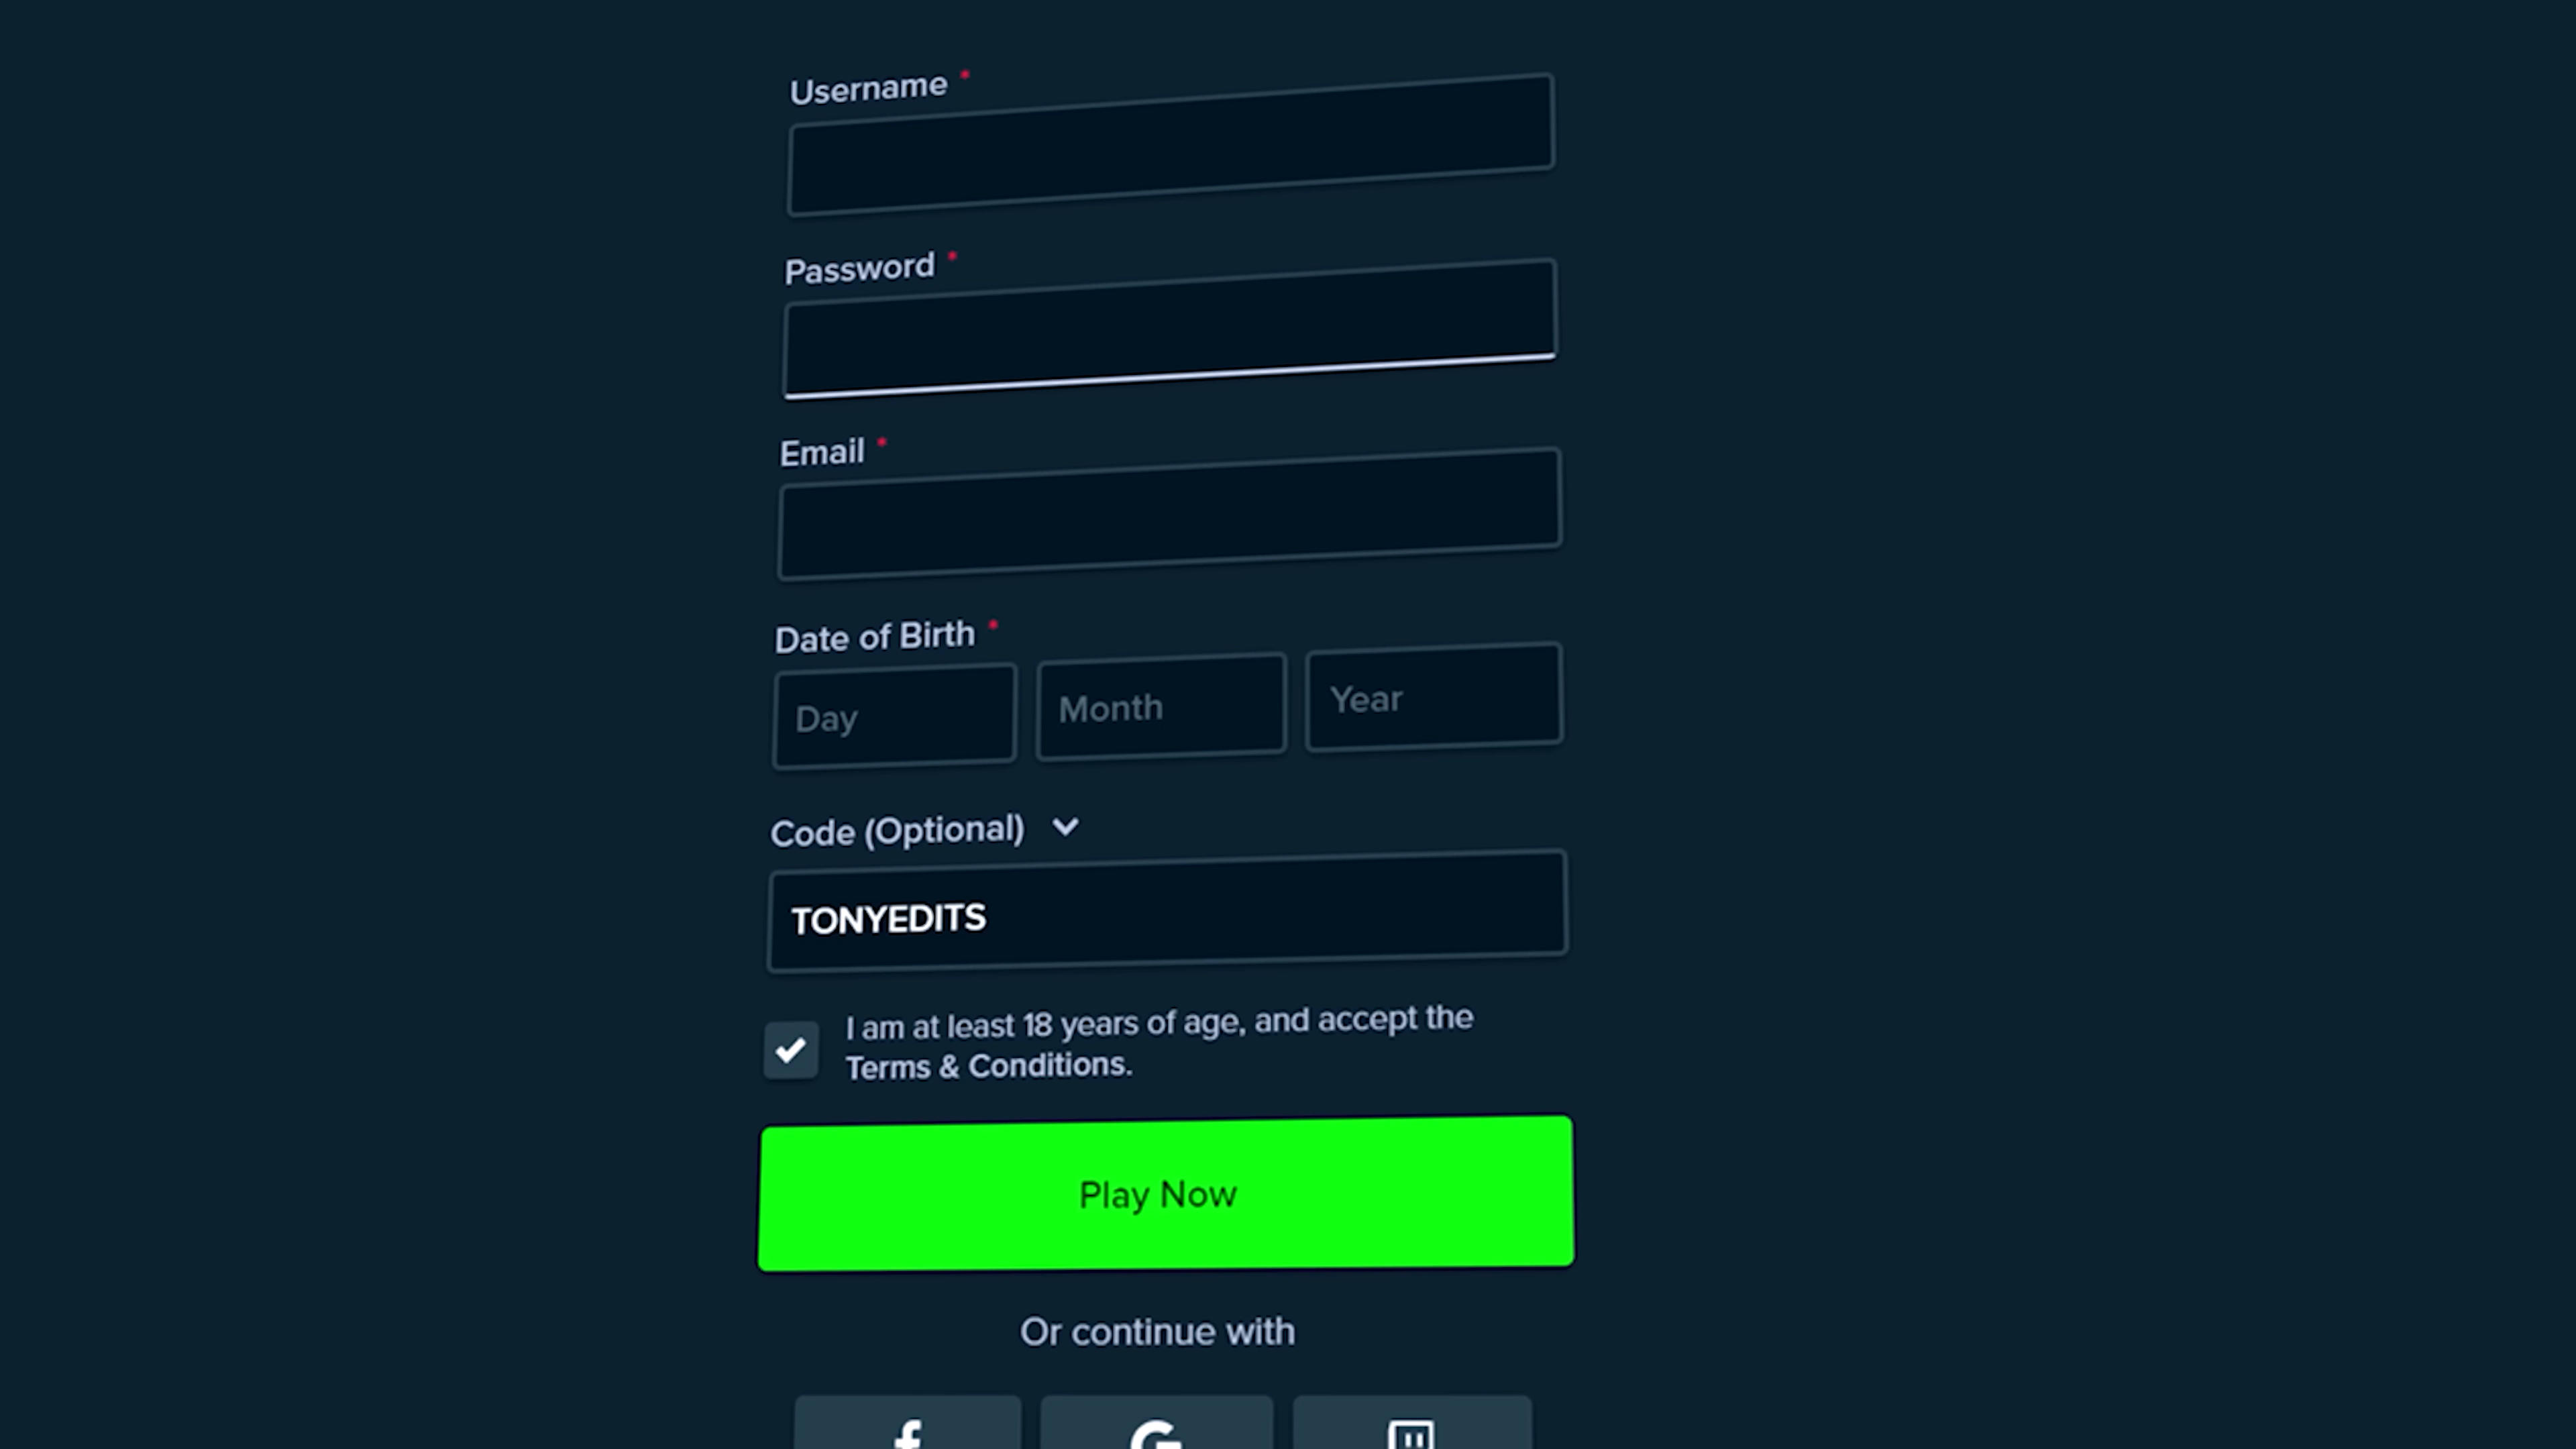 Username *
Password *
Email *
Date of Birth *
Day Month Year
Code (Optional)
TONYEDITS
I am at least 18 years of age, and accept the
Terms & Conditions.
Play Now
Or continue with